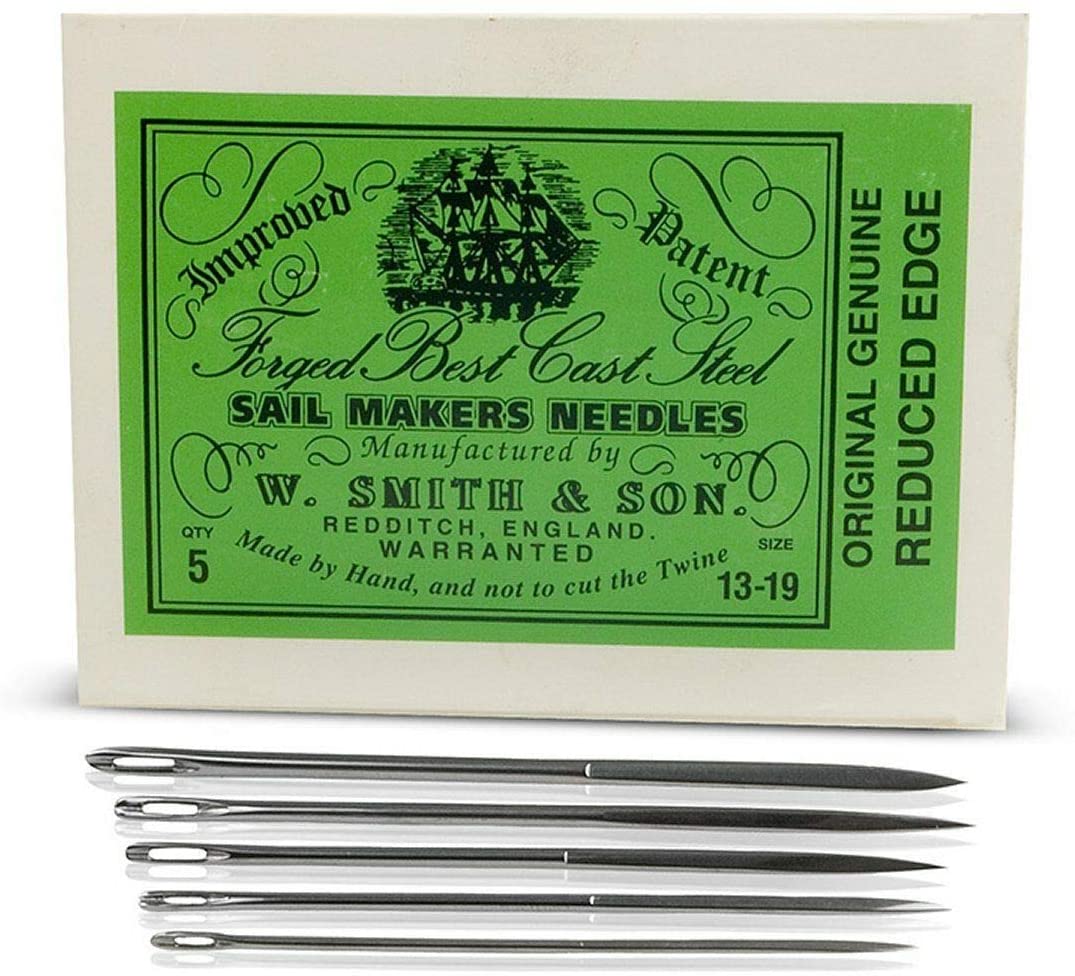 Improved Patent
Forged Best Cast Steel
SAIL MAKERS NEEDLES
Manufactured by
W. SMITH & SON.
REDDITCH, ENGLAND.
WARRANTED
Made by Hand, and not to cut the Twine
QTY
5
SIZE
13-19
ORIGINAL GENUINE
REDUCED EDGE